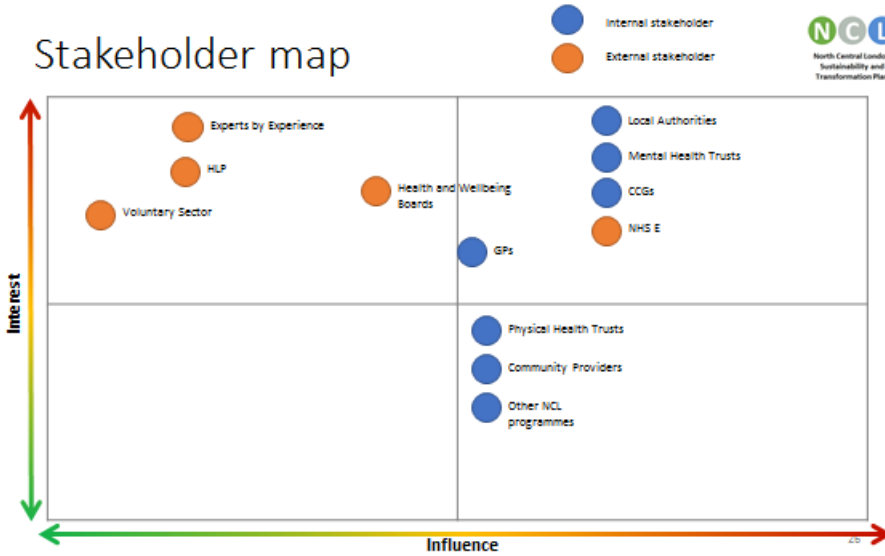 Stakeholder map
Internal stakeholder
External stakeholder
NCL
North Central London
Sustainability and
Transformation Plan
Experts by Experience
HLP
Voluntary Sector
Health and Wellbeing
Boards
Local Authorities
Mental Health Trusts
CCGs
NHS E
GPs
Physical Health Trusts
Community Providers
Other NCL
programmes
Interest
Influence
26